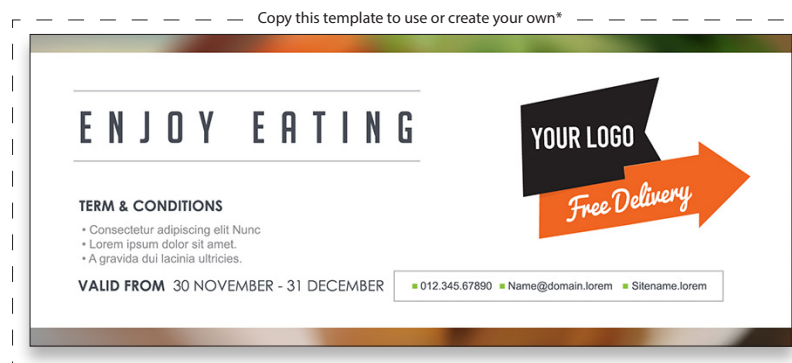 Copy this template to use or create your own*
ENJOY EATING
YOUR LOGO
Free Delivery
TERM & CONDITIONS
• Consectetur adipiscing elit Nunc
• Lorem ipsum dolor sit amet.
• A gravida dui lacinia ultricies.
VALID FROM 30 NOVEMBER - 31 DECEMBER
012.345.67890 Name@domain.lorem Sitename.lorem